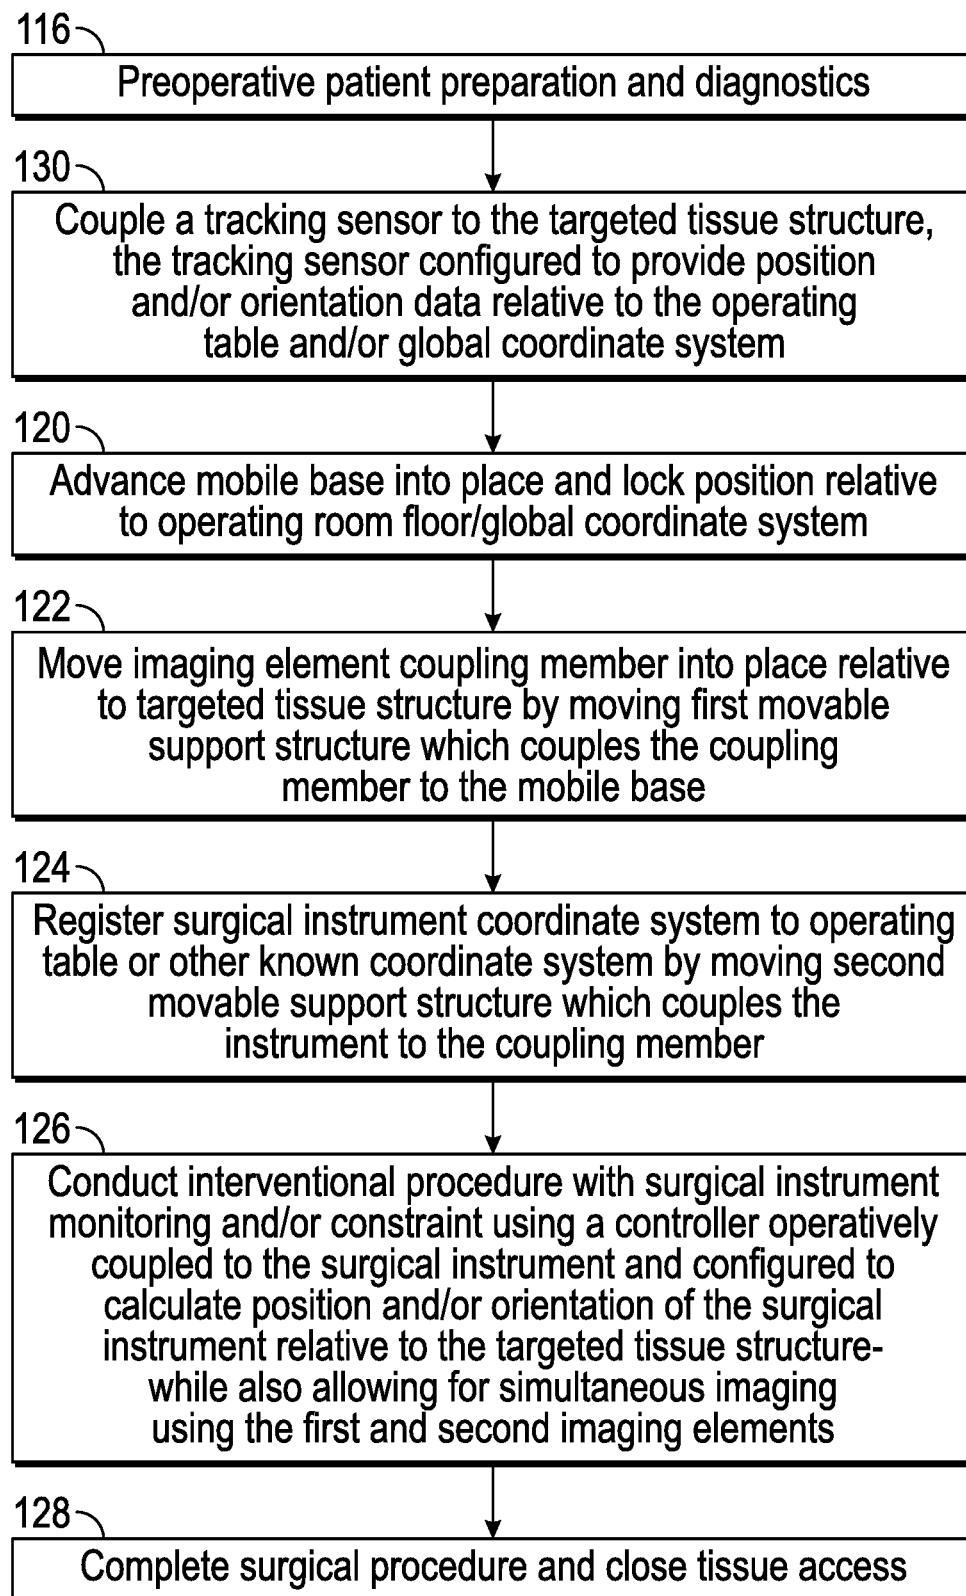 116
Preoperative patient preparation and diagnostics
130
Couple a tracking sensor to the targeted tissue structure,
the tracking sensor configured to provide position
and/or orientation data relative to the operating
table and/or global coordinate system
120
Advance mobile base into place and lock position relative
to operating room floor/global coordinate system
122
Move imaging element coupling member into place relative
to targeted tissue structure by moving first movable
support structure which couples the coupling
member to the mobile base
124
Register surgical instrument coordinate system to operating
table or other known coordinate system by moving second
movable support structure which couples the
instrument to the coupling member
126
Conduct interventional procedure with surgical instrument
monitoring and/or constraint using a controller operatively
coupled to the surgical instrument and configured to
calculate position and/or orientation of the surgical
instrument relative to the targeted tissue structure-
while also allowing for simultaneous imaging
using the first and second imaging elements
128
Complete surgical procedure and close tissue access